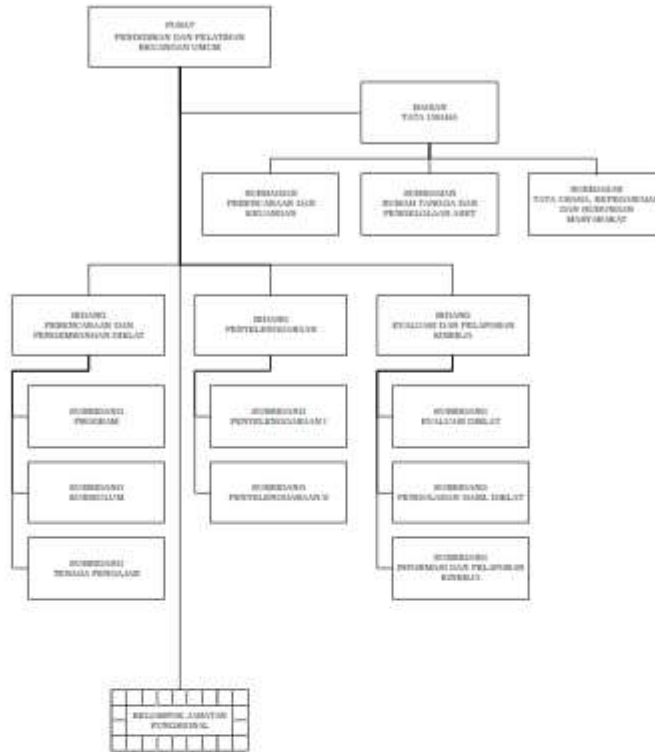 PUSAT
PENDIDIKAN DAN PELATIHAN
KEUANGAN UMUM
BAGIAN
TATA USAHA
SUBBAGIAN
PERENCANAAN DAN
KEUANGAN
SUBBAGIAN
RUMAH TANGGA DAN
PENGELOLAAN ASET
SUBBAGIAN
TATA USAHA, KEPEGAWAIAN
DAN HUBUNGAN
MASYARAKAT
BIDANG
PERENCANAAN DAN
PENGEMBANGAN DIKLAT
BIDANG
PENYELENGGARAAN
BIDANG
EVALUASI DAN PELAPORAN
KINERJA
SUBBIDANG
PROGRAM
SUBBIDANG
PENYELENGGARAAN I
SUBBIDANG
EVALUASI DIKLAT
SUBBIDANG
KURIKULUM
SUBBIDANG
PENYELENGGARAAN II
SUBBIDANG
PENGOLAHAN HASIL DIKLAT
SUBBIDANG
TENAGA PENGAJAR
SUBBIDANG
INFORMASI DAN PELAPORAN
KINERJA
KELOMPOK JABATAN
FUNGSIONAL